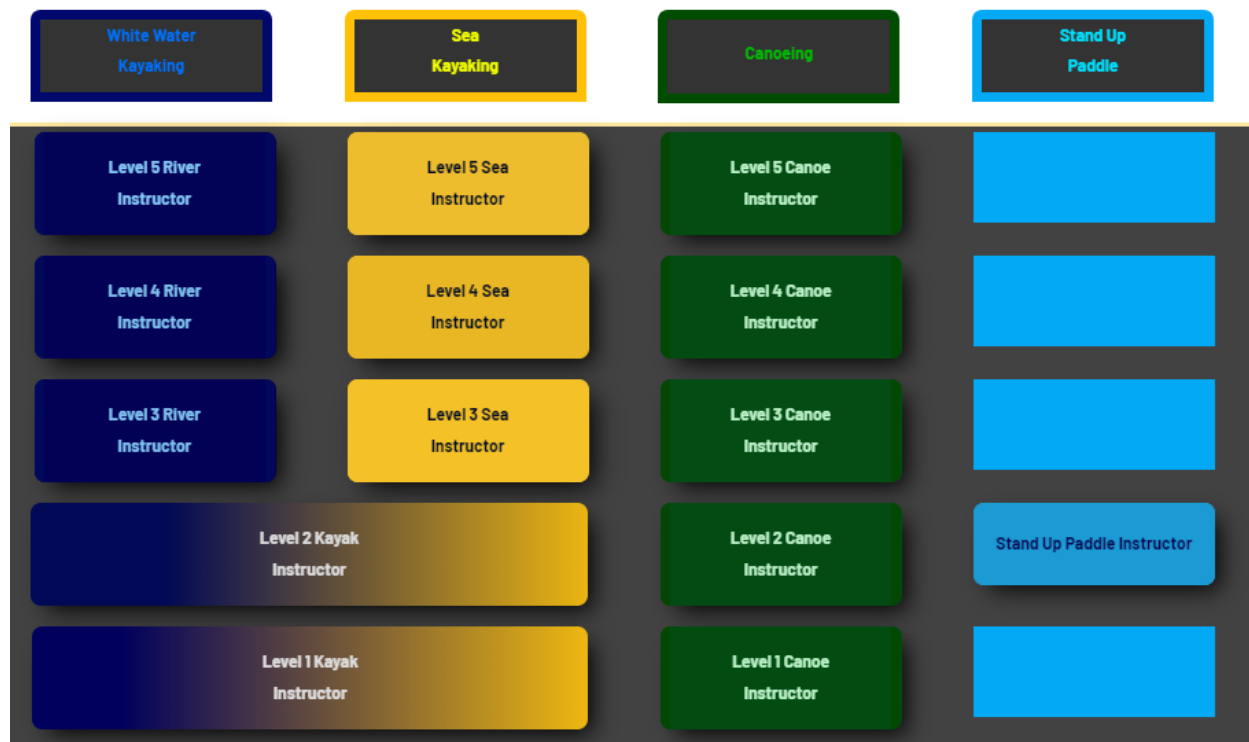 White Water
Kayaking
Sea
Kayaking
Canoeing
Stand Up
Paddle
Level 5 River
Instructor
Level 5 Sea
Instructor
Level 5 Canoe
Instructor
Level 4 River
Instructor
Level 4 Sea
Instructor
Level 4 Canoe
Instructor
Level 3 River
Instructor
Level 3 Sea
Instructor
Level 3 Canoe
Instructor
Level 2 Kayak
Instructor
Level 2 Canoe
Instructor
Stand Up Paddle Instructor
Level 1 Kayak
Instructor
Level 1 Canoe
Instructor